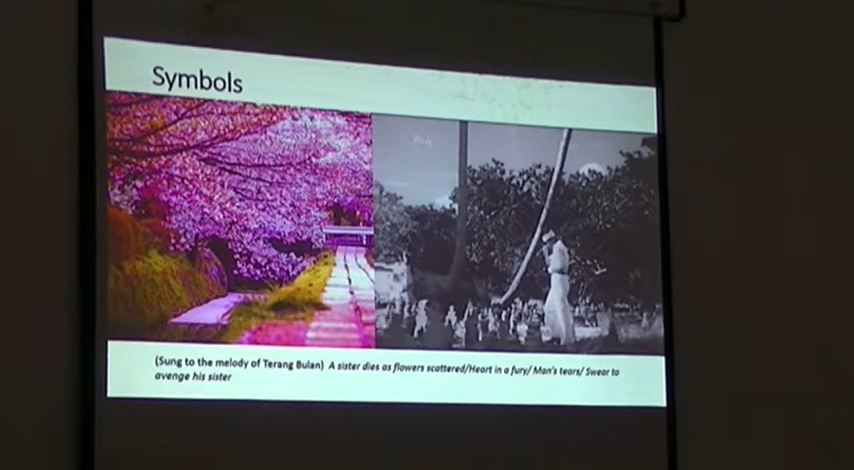 Symbols
(Sung to the melody of Terang Bulan) A sister dies as flowers scattered/Heart in a fury/ Man's tears/ Swear to
avenge his sister